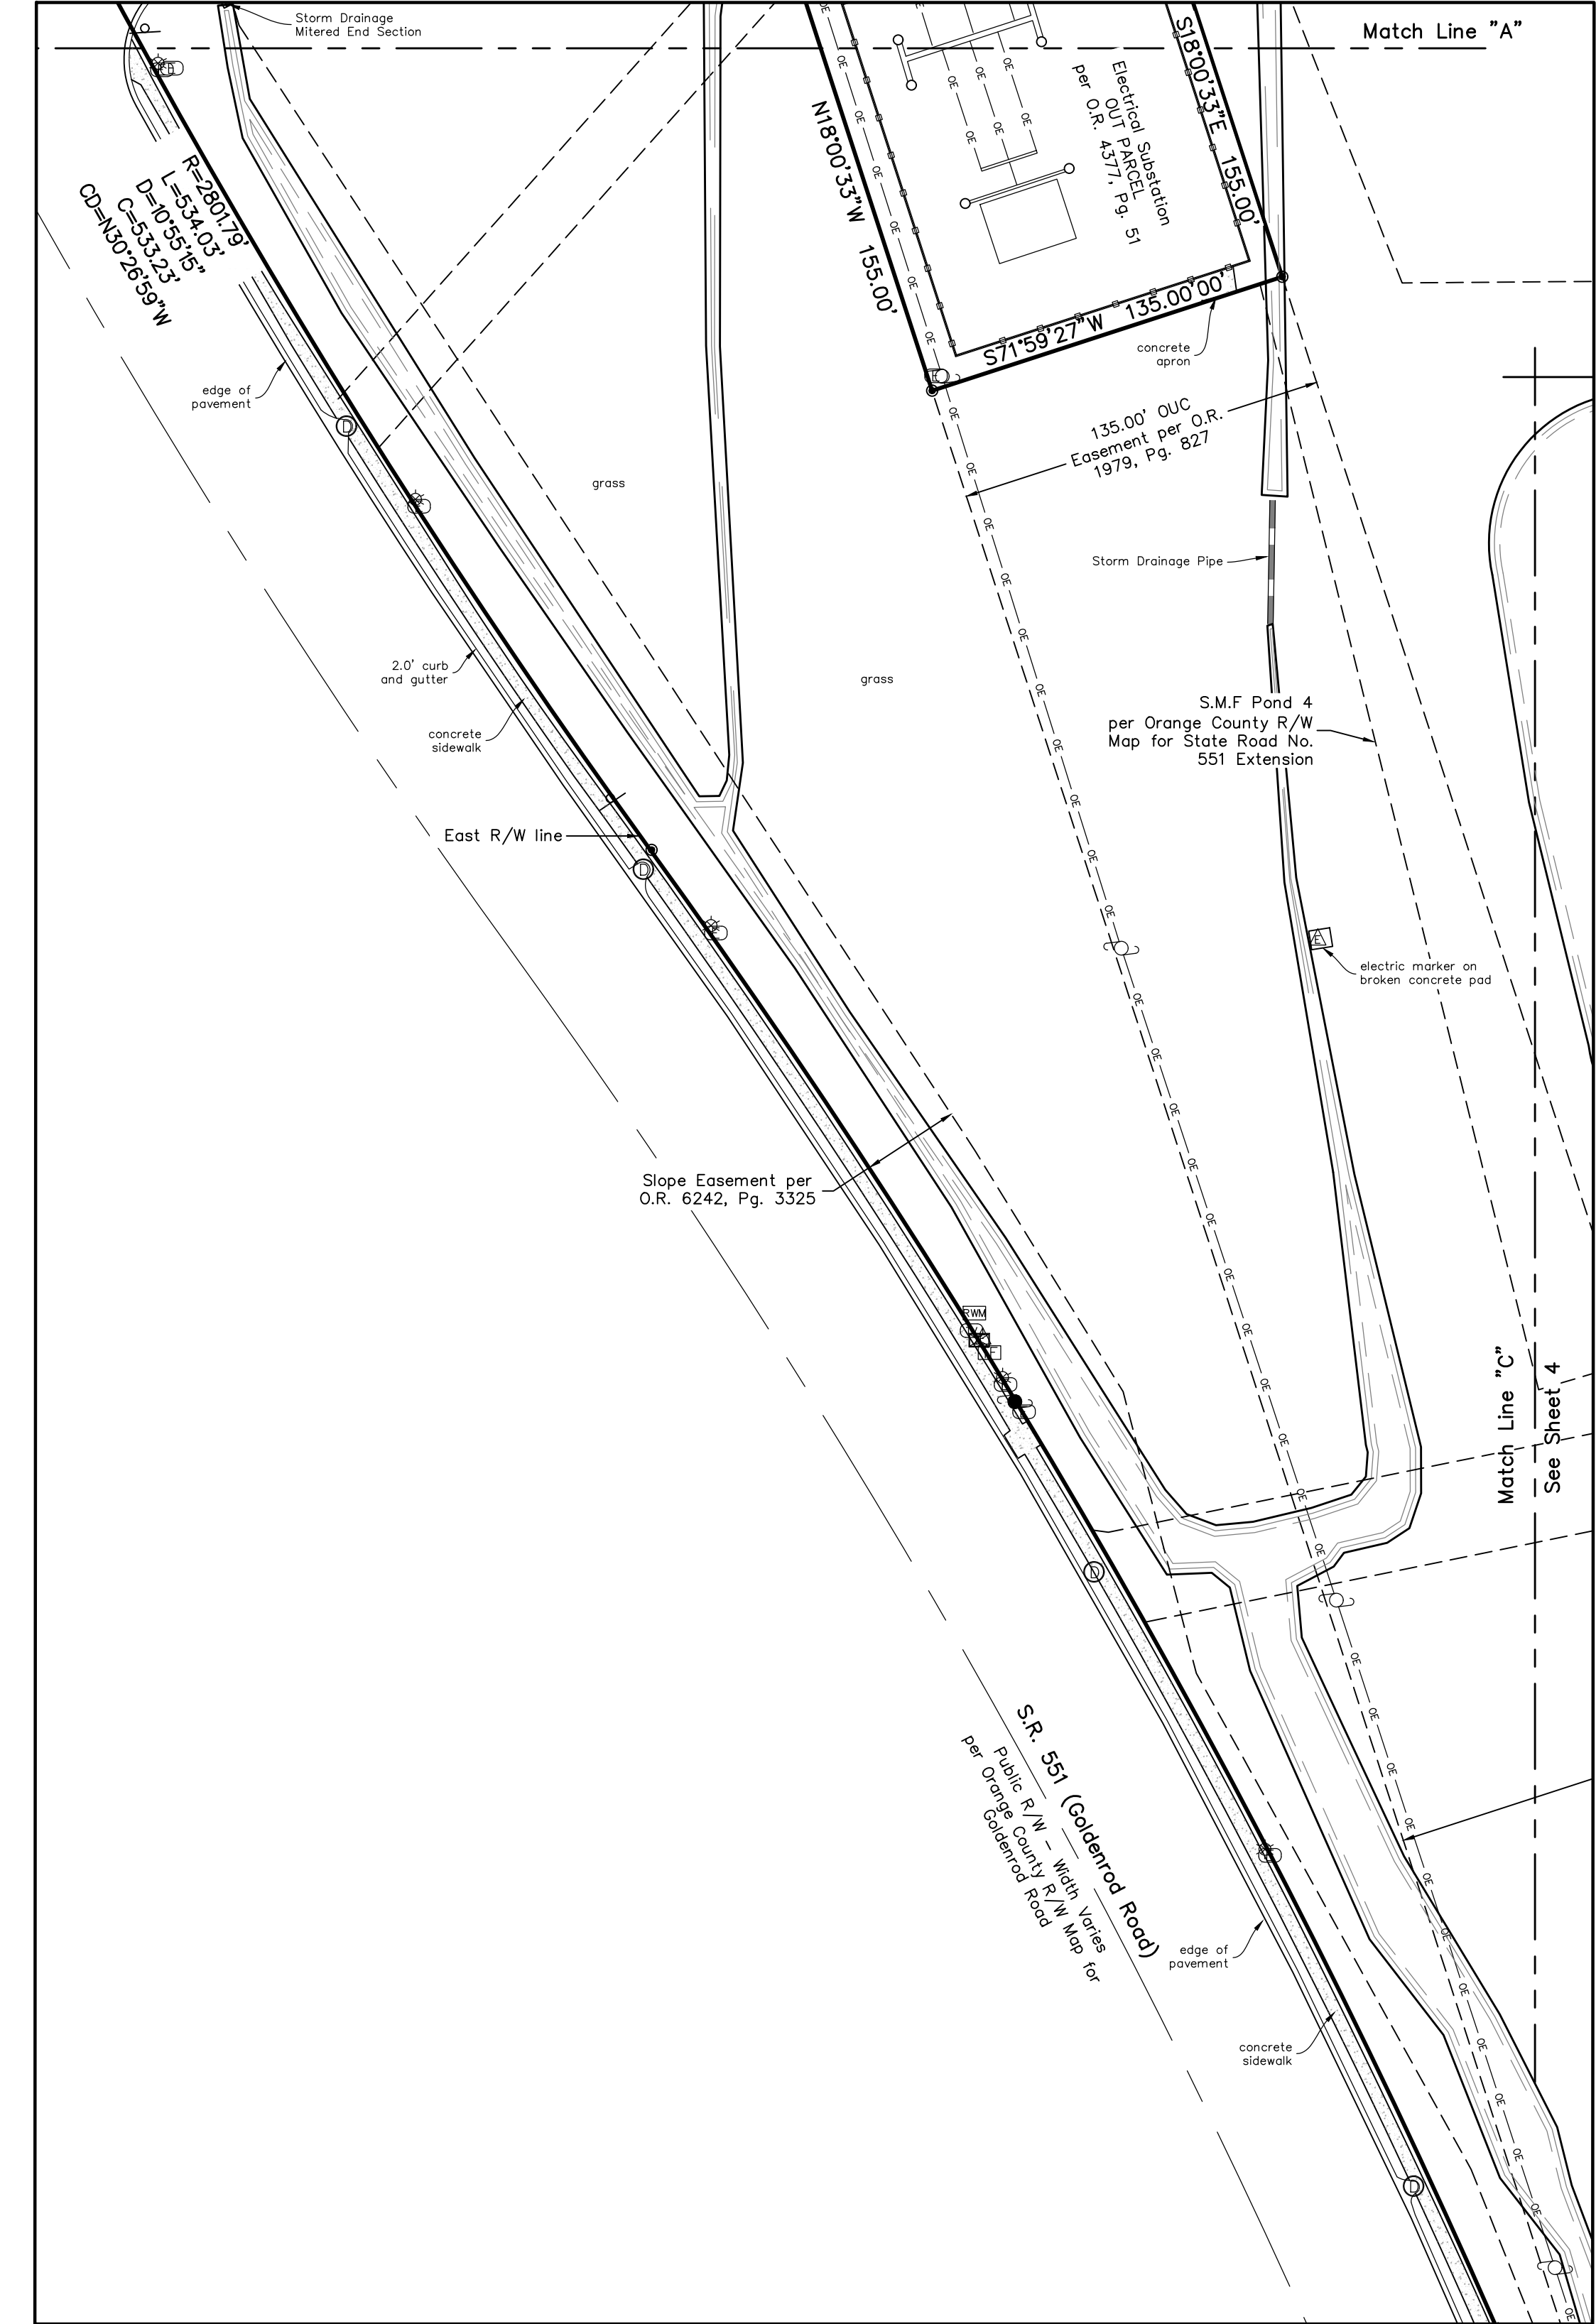 Storm Drainage
Mitered End Section
Match Line "A"
R=2801.79'
L=534.03'
D=10°55'15"
C=533.23'
CD=N30°26'59"W
N18°00'33"W 155.00'
Electrical Substation
OUT PARCEL
per O.R. 4377, Pg. 51
S18°00'33"E 155.00'
S71°59'27"W 135.00'00'
concrete
apron
edge of
pavement
135.00' OUC
Easement per O.R.
1979, Pg. 827
grass
Storm Drainage Pipe
2.0' curb
and gutter
grass
concrete
sidewalk
S.M.F Pond 4
per Orange County R/W
Map for State Road No.
551 Extension
East R/W line
electric marker on
broken concrete pad
Slope Easement per
O.R. 6242, Pg. 3325
RWM
Match Line "C"
See Sheet 4
S.R. 551 (Goldenrod Road)
Public R/W - Width Varies
per Orange County R/W Map for
Goldenrod Road
edge of
pavement
concrete
sidewalk
OE
OE
OE
OE
OE
OE
D
D
D
D
E